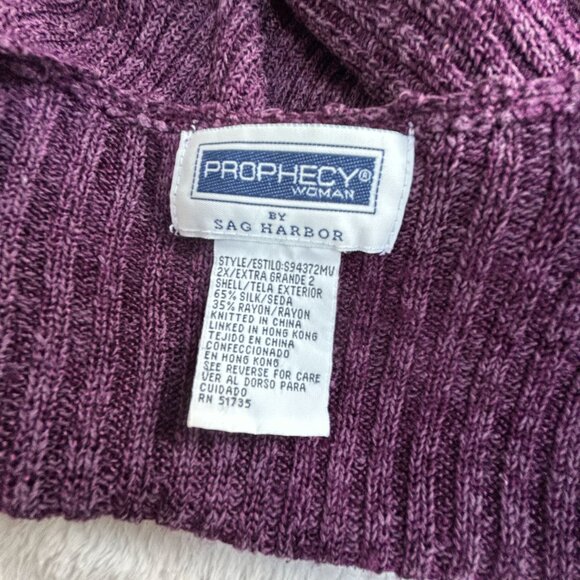 PROPHECY®
WOMAN
BY
SAG HARBOR
STYLE/ESTILO:S94372MW
2X/EXTRA GRANDE 2
SHELL/TELA EXTERIOR
65% SILK/SEDA
35% RAYON/RAYON
KNITTED IN CHINA
LINKED IN HONG KONG
TEJIDO EN CHINA
CONFECCIONADO
EN HONG KONG
SEE REVERSE FOR CARE
VER AL DORSO PARA
CUIDADO
RN 51735